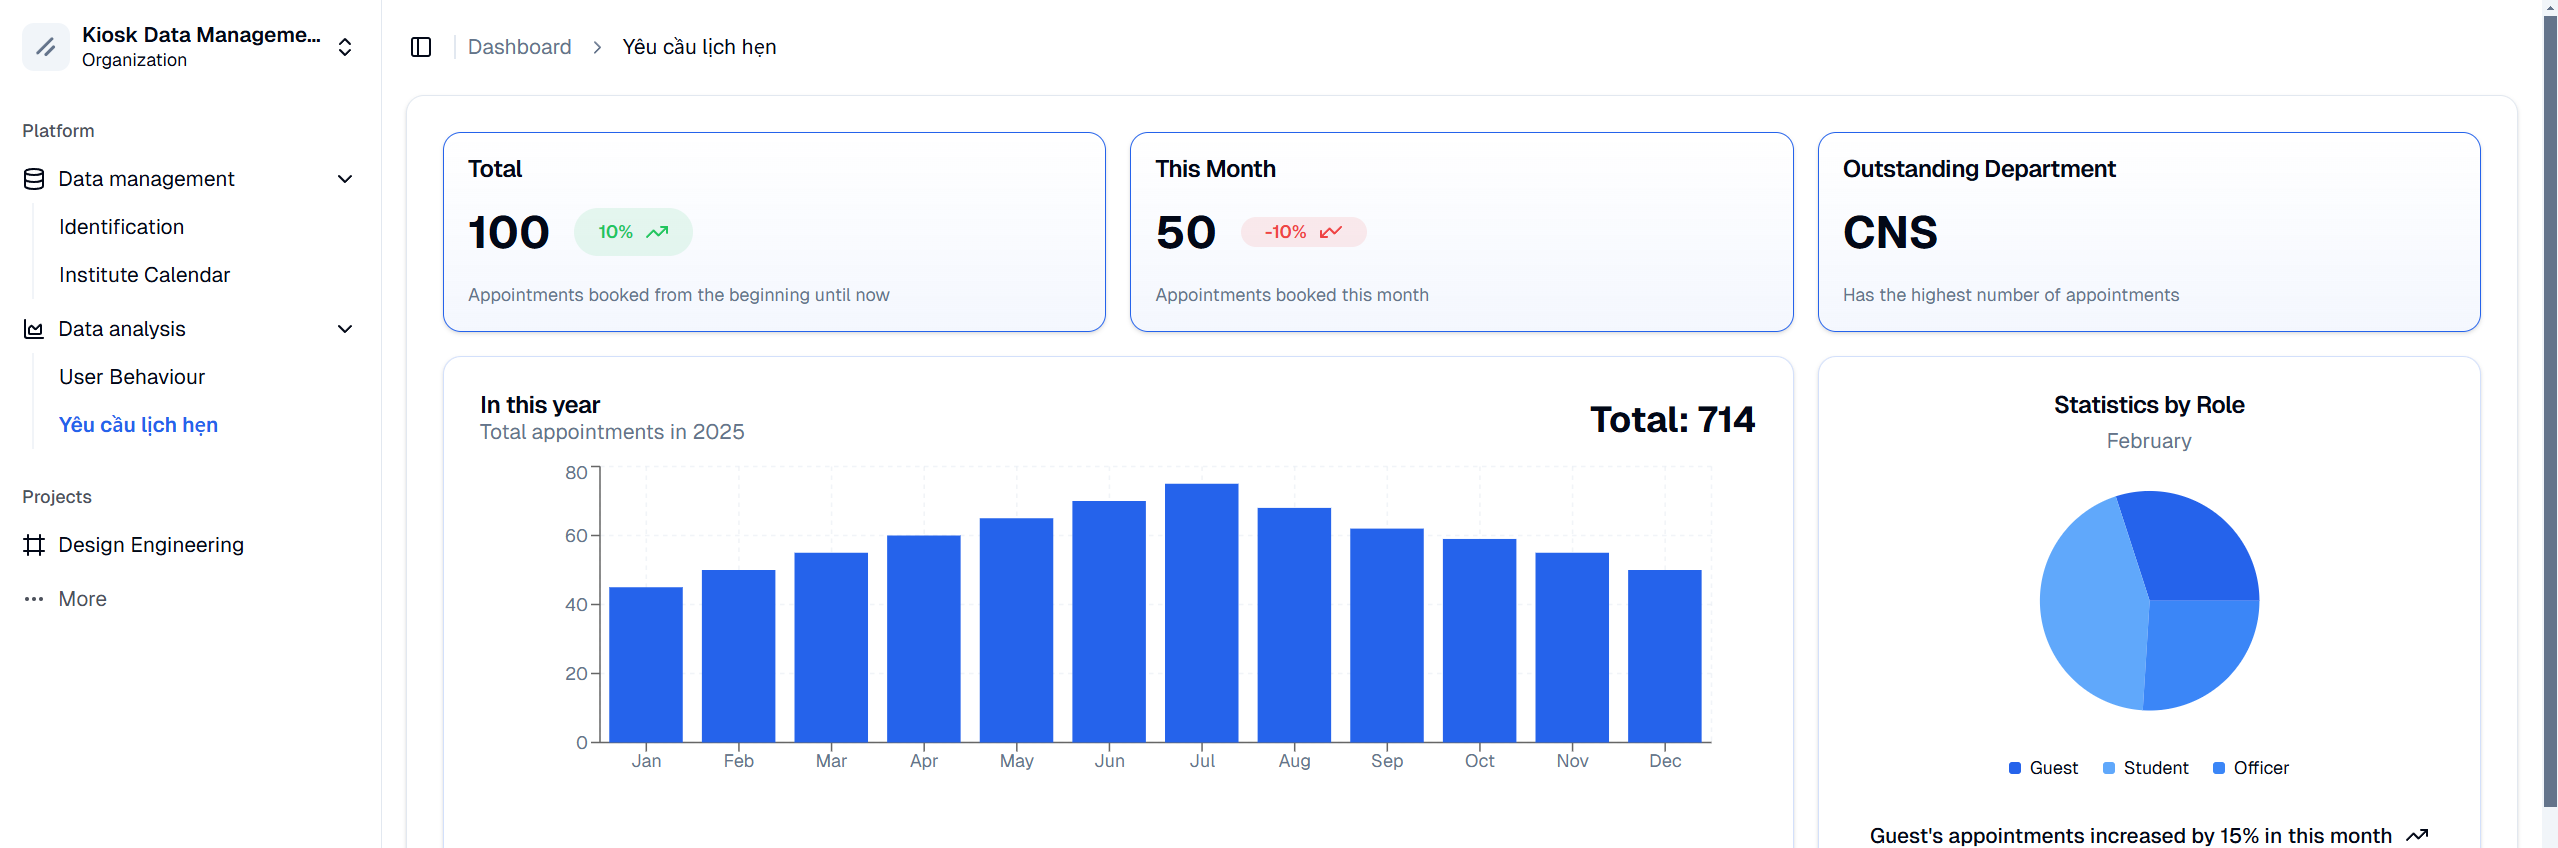 Kiosk Data Manageme...
Organization
Platform
Data management
Identification
Institute Calendar
Data analysis
User Behaviour
Yêu cầu lịch hẹn
Projects
Design Engineering
More
Dashboard > Yêu cầu lịch hẹn
Total
100 10%
Appointments booked from the beginning until now
This Month
50 -10%
Appointments booked this month
Outstanding Department
CNS
Has the highest number of appointments
In this year
Total appointments in 2025
Total: 714
80
60
40
20
0
Jan Feb Mar Apr May Jun Jul Aug Sep Oct Nov Dec
Statistics by Role
February
Guest Student Officer
Guest's appointments increased by 15% in this month